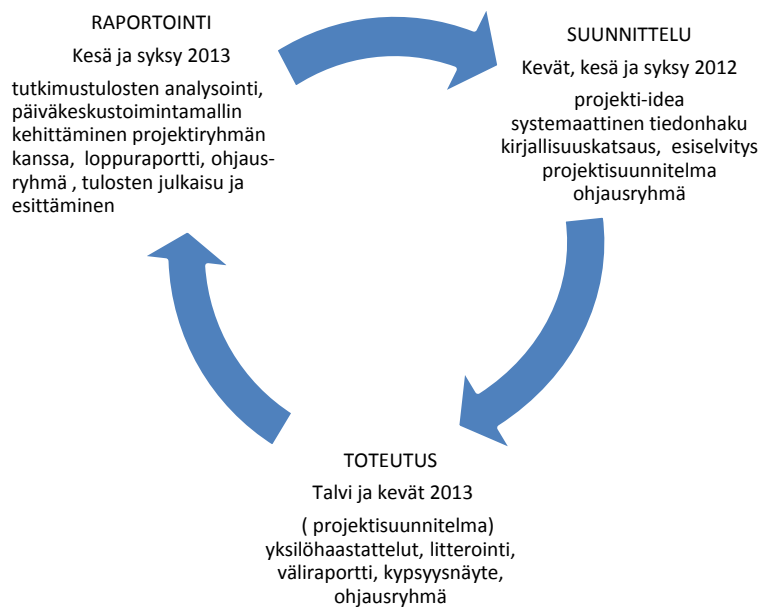 RAPORTOINTI
Kesä ja syksy 2013
tutkimustulosten analysointi,
päiväkeskustoimintamallin
kehittäminen projektiryhmän
kanssa, loppuraportti, ohjaus-
ryhmä , tulosten julkaisu ja
esittäminen
SUUNNITTELU
Kevät, kesä ja syksy 2012
projekti-idea
systemaattinen tiedonhaku
kirjallisuuskatsaus, esiselvitys
projektisuunnitelma
ohjausryhmä
TOTEUTUS
Talvi ja kevät 2013
( projektisuunnitelma)
yksilöhaastattelut, litterointi,
väliraportti, kypsyysnäyte,
ohjausryhmä